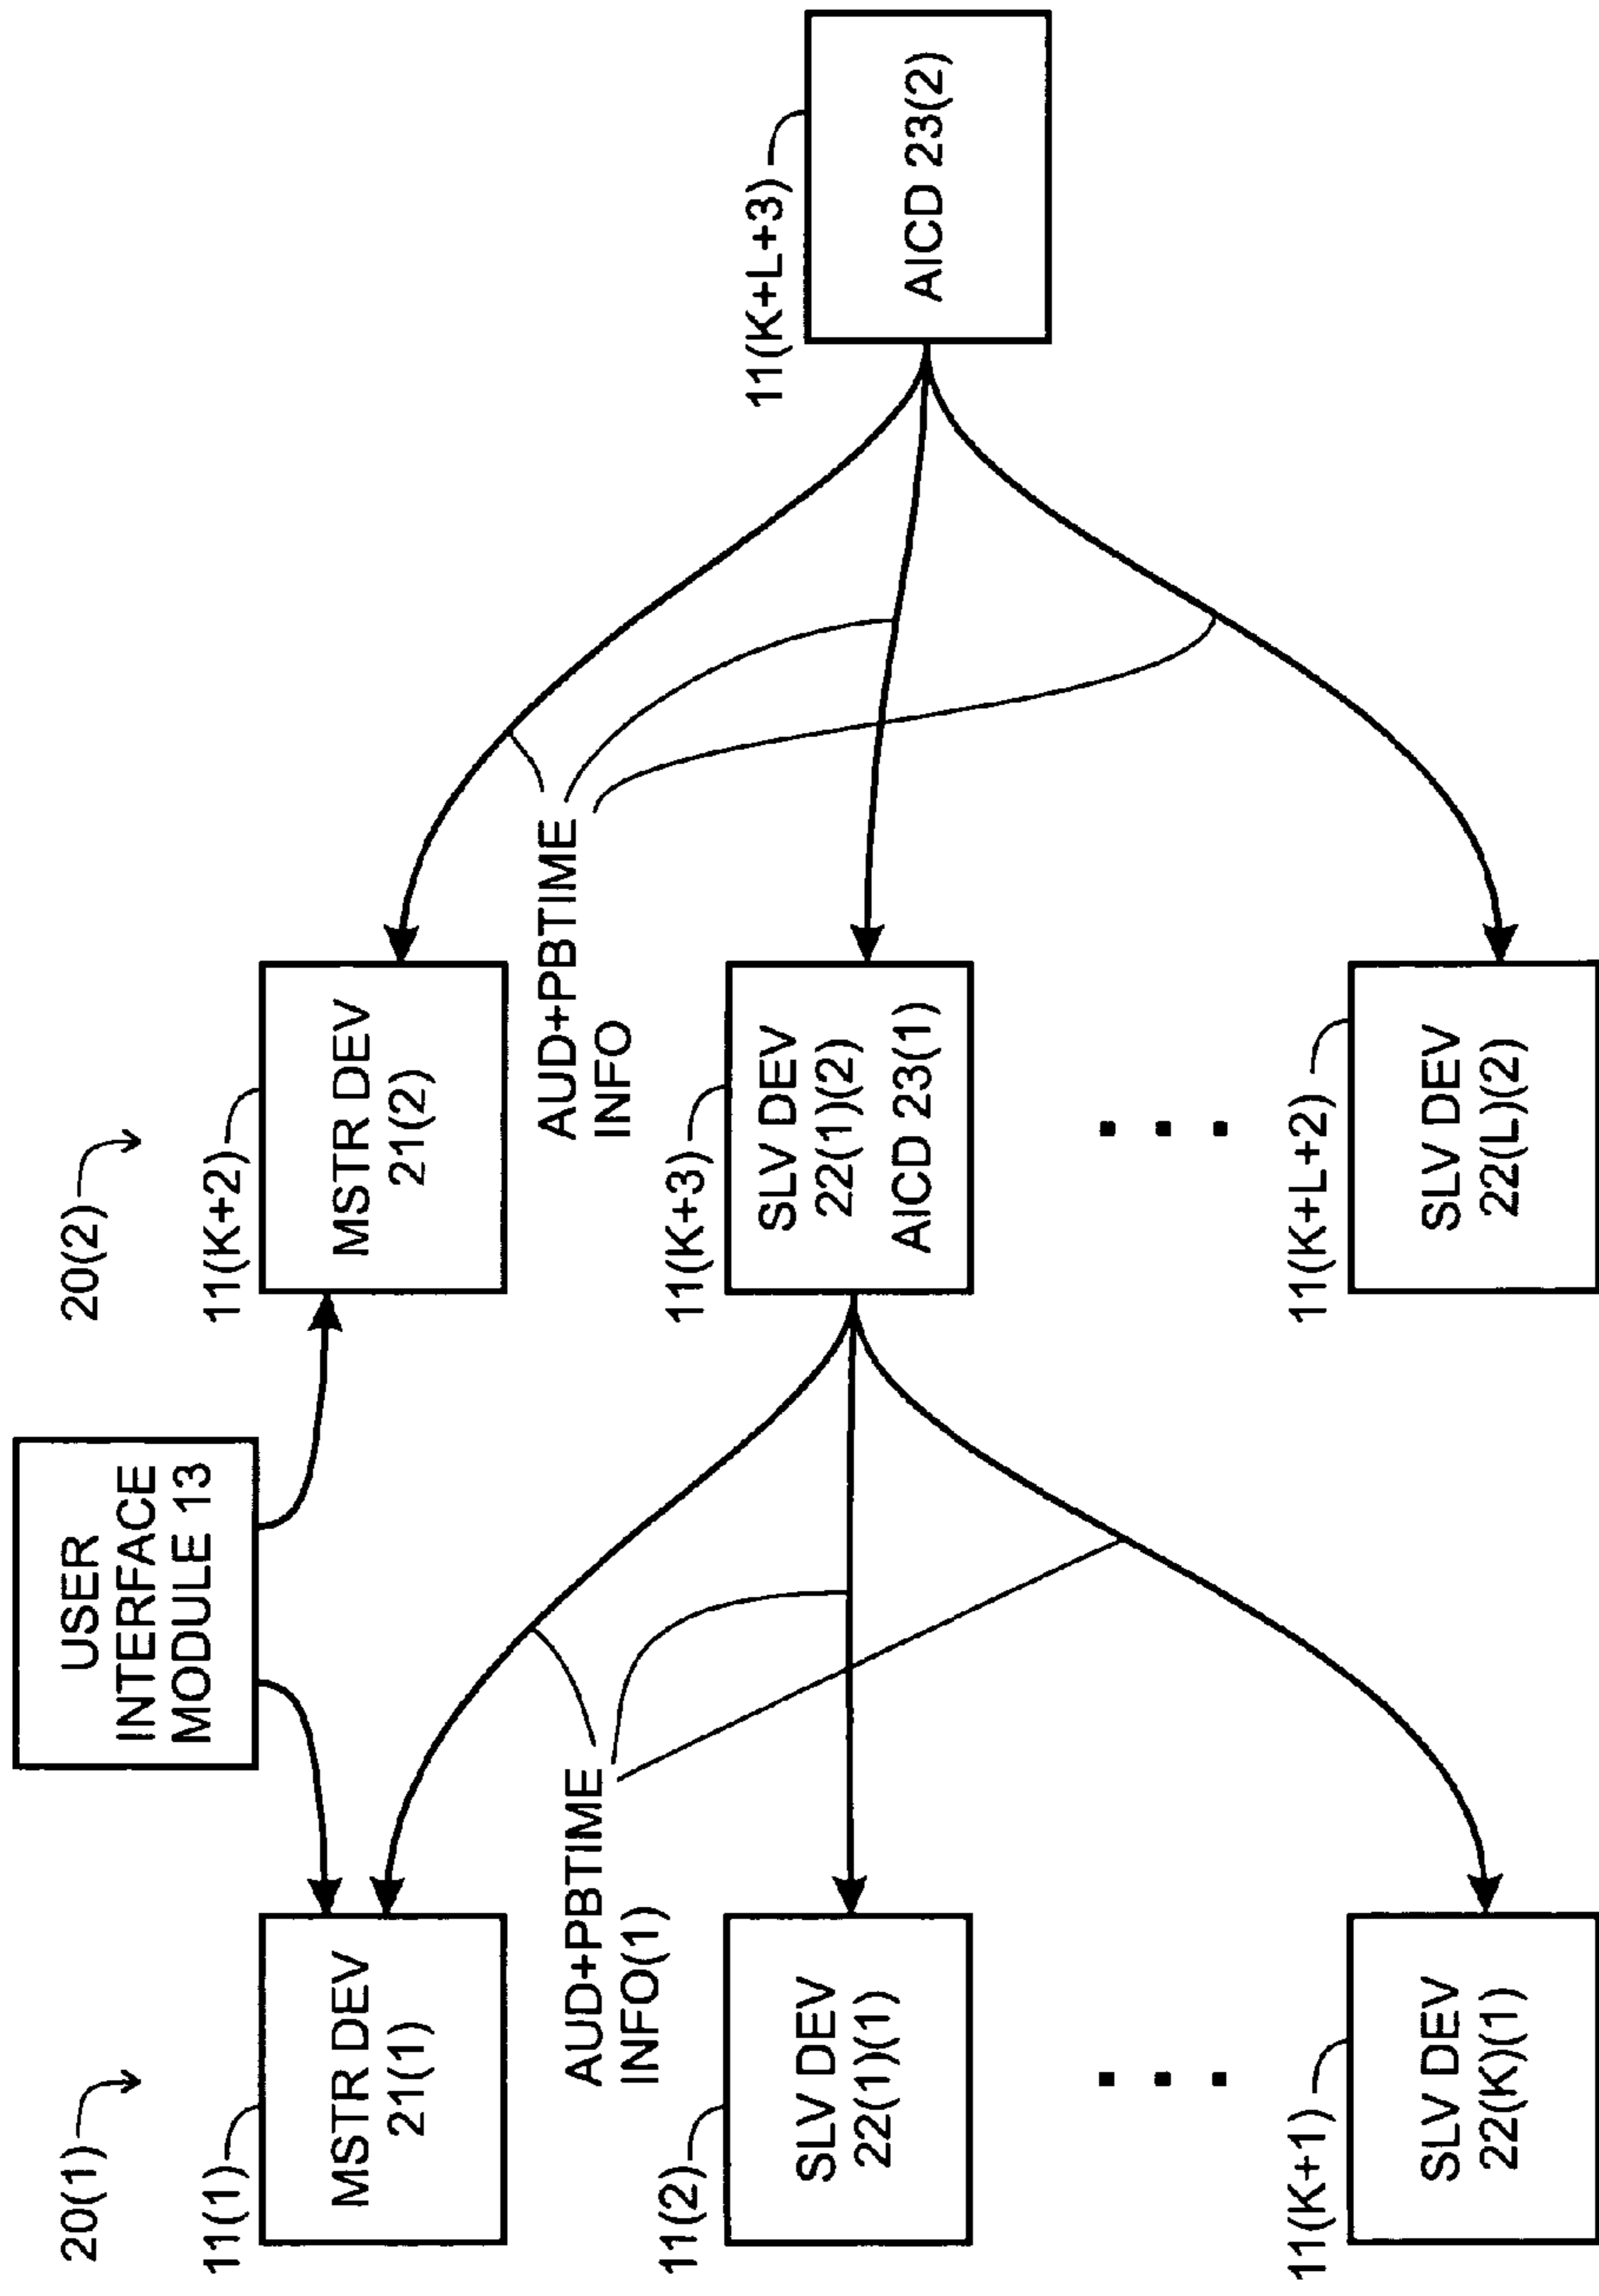 USER
INTERFACE
MODULE 13
20(1)
20(2)
11(1)
MSTR DEV
21(1)
11(K+2)
MSTR DEV
21(2)
11(K+L+3)
AICD 23(2)
AUD+PBTIME
INFO(1)
AUD+PBTIME
INFO
11(2)
SLV DEV
22(1)(1)
11(K+3)
SLV DEV
22(1)(2)
AICD 23(1)
11(K+1)
SLV DEV
22(K)(1)
11(K+L+2)
SLV DEV
22(L)(2)